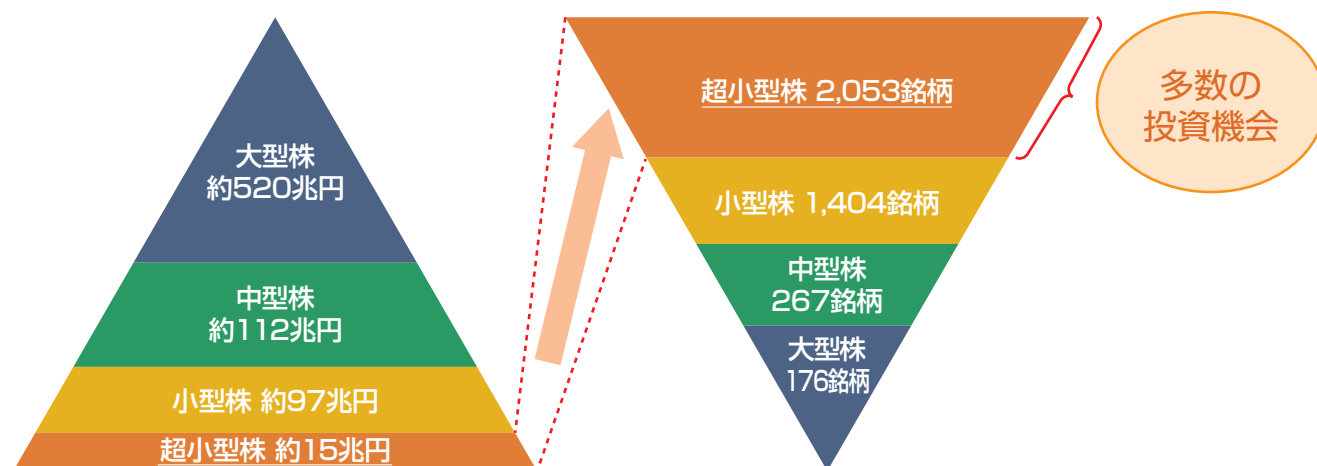 大型株
約520兆円
中型株
約112兆円
小型株 約97兆円
超小型株 約15兆円
超小型株 2,053銘柄
小型株 1,404銘柄
中型株
267銘柄
大型株
176銘柄
多数の
投資機会